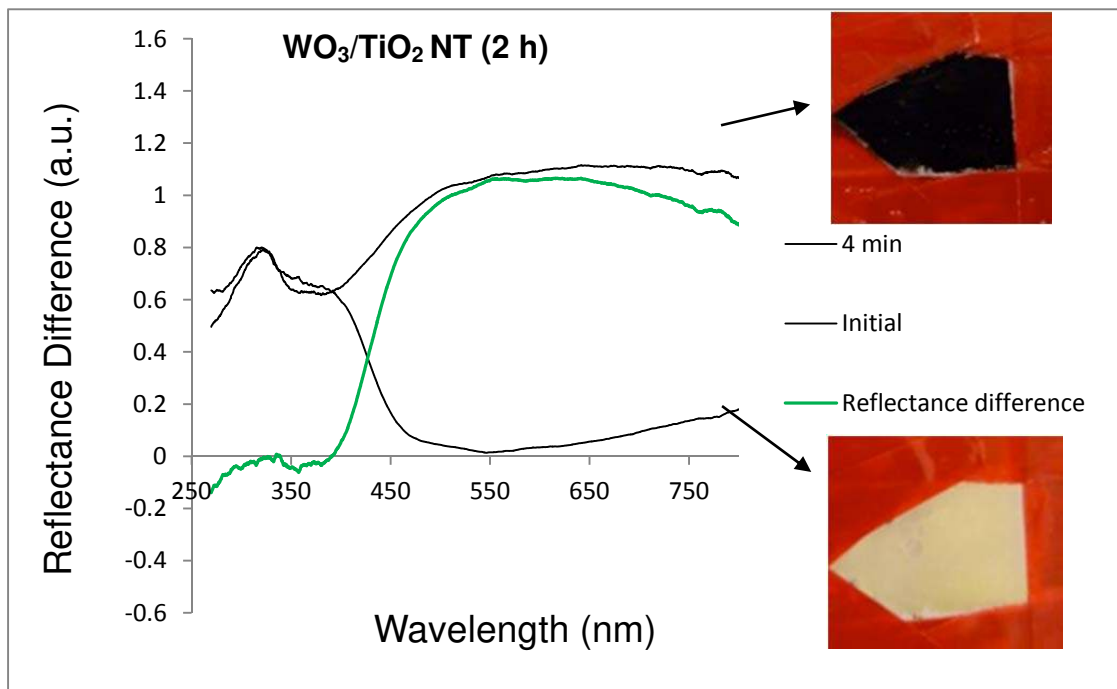 WO₃/TiO₂ NT (2 h)
Reflectance Difference (a.u.)
1.6
1.4
1.2
1
0.8
0.6
0.4
0.2
0
-0.2
-0.4
-0.6
250 350 450 550 650 750
Wavelength (nm)
4 min
Initial
Reflectance difference